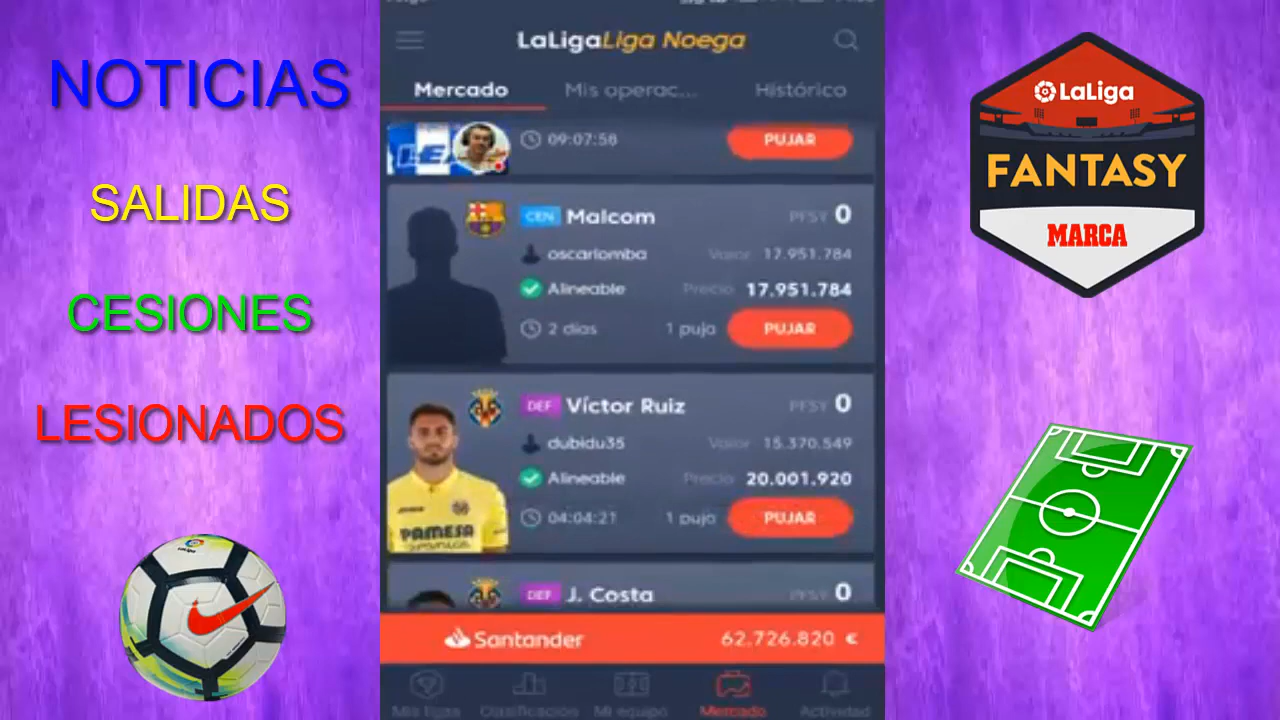 NOTICIAS
SALIDAS
CESIONES
LESIONADOS
LaLigaLiga Noega
Mercado Mis operac... Histórico
09:07:58 PUJAR
CEN Malcom PFSY 0
oscarlomba Valor 17.951.784
Alineable Precio 17.951.784
2 días 1 puja PUJAR
DEF Víctor Ruiz PFSY 0
dubidu35 Valor 15.370.549
Alineable Precio 20.001.920
04:04:21 1 puja PUJAR
PAMESA
DEF J. Costa PFSY 0
Santander 62.726.820 €
Mis ligas Clasificación Mi equipo Mercado Actividad
LaLiga
FANTASY
MARCA